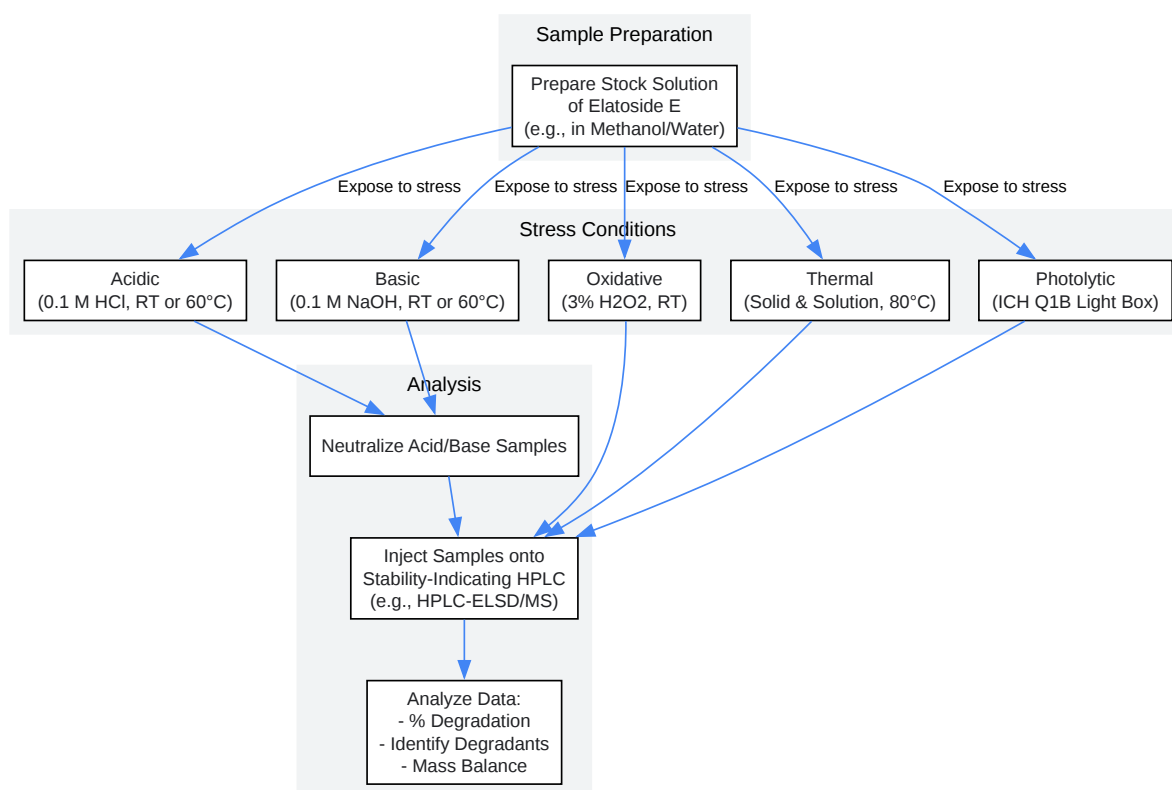 Sample Preparation
Prepare Stock Solution
of Elatoside E
(e.g., in Methanol/Water)
Expose to stress
Expose to stress
Expose to stress
Expose to stress
Expose to stress
Stress Conditions
Acidic
(0.1 M HCl, RT or 60°C)
Basic
(0.1 M NaOH, RT or 60°C)
Oxidative
(3% H2O2, RT)
Thermal
(Solid & Solution, 80°C)
Photolytic
(ICH Q1B Light Box)
Analysis
Neutralize Acid/Base Samples
Inject Samples onto
Stability-Indicating HPLC
(e.g., HPLC-ELSD/MS)
Analyze Data:
- % Degradation
- Identify Degradants
- Mass Balance